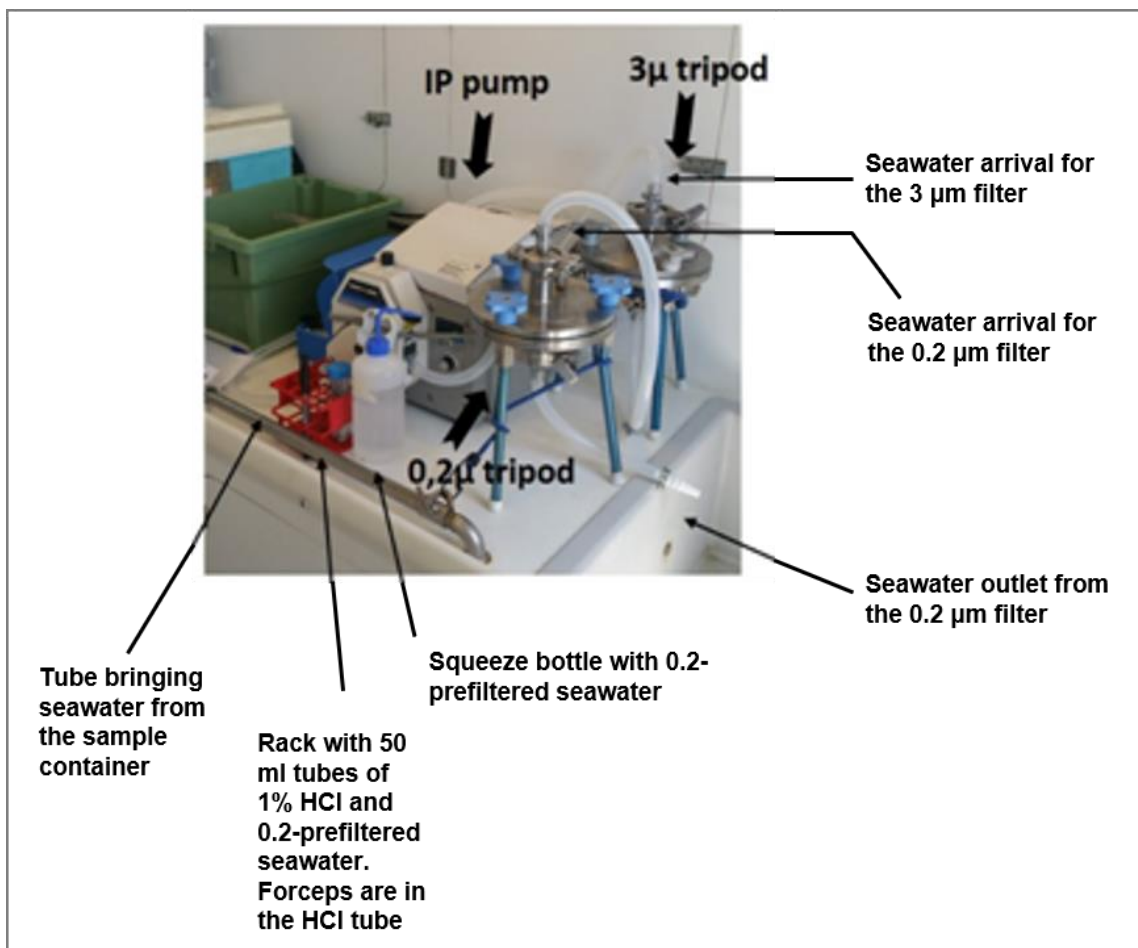 IP pump
3µ tripod
Seawater arrival for
the 3 µm filter
Seawater arrival for
the 0.2 µm filter
0,2µ tripod
Seawater outlet from
the 0.2 µm filter
Tube bringing
seawater from
the sample
container
Squeeze bottle with 0.2-
prefiltered seawater
Rack with 50
ml tubes of
1% HCl and
0.2-prefiltered
seawater.
Forceps are in
the HCl tube